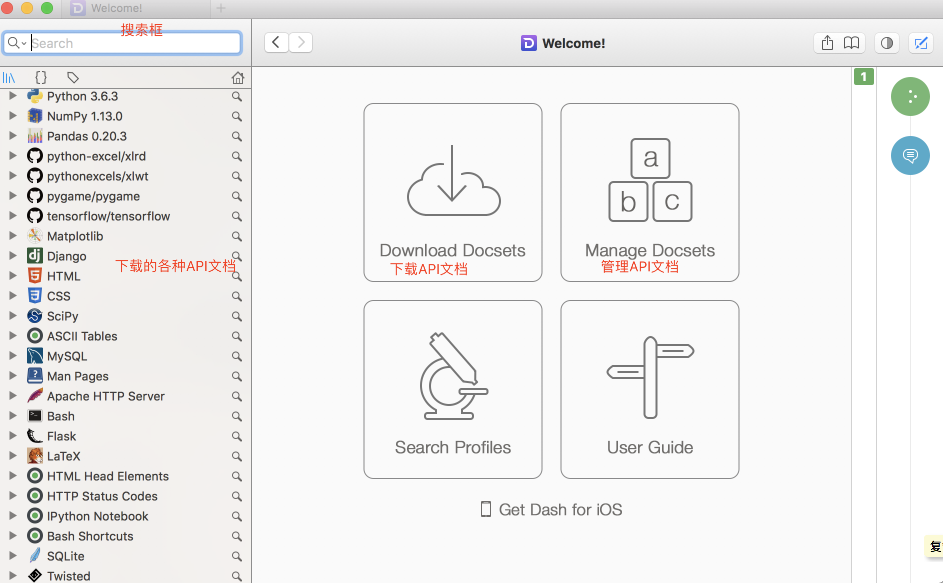 Welcome!
搜索框
Search
Welcome!
{}
1
Python 3.6.3
NumPy 1.13.0
Pandas 0.20.3
python-excel/xlrd
pythonexcels/xlwt
pygame/pygame
tensorflow/tensorflow
Matplotlib
dj Django
下载的各种API文档
HTML
CSS
SciPy
ASCII Tables
MySQL
Man Pages
Apache HTTP Server
Bash
Flask
LaTeX
HTML Head Elements
HTTP Status Codes
IPython Notebook
Bash Shortcuts
SQLite
Twisted
a
b c
Download Docsets
下载API文档
Manage Docsets
管理API文档
Search Profiles
User Guide
Get Dash for iOS
复